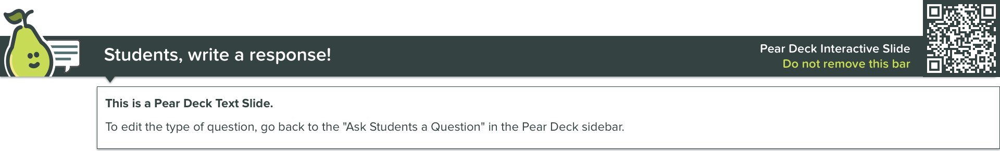 Students, write a response!
Pear Deck Interactive Slide
Do not remove this bar
This is a Pear Deck Text Slide.
To edit the type of question, go back to the "Ask Students a Question" in the Pear Deck sidebar.